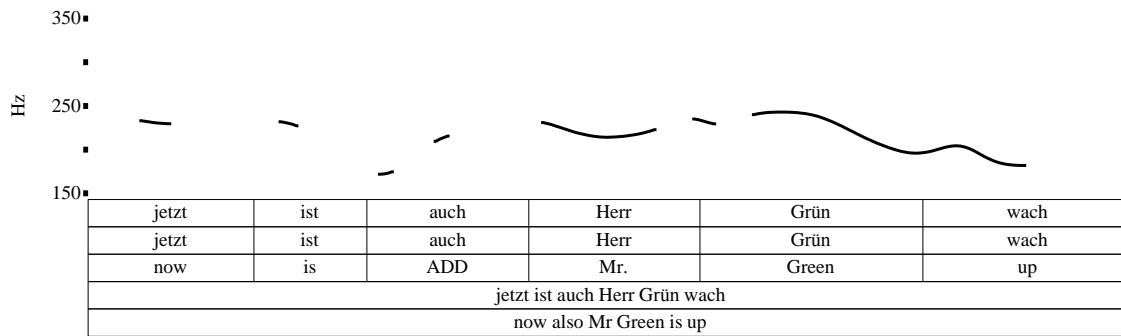 350
250
150
Hz
jetzt ist auch Herr Grün wach
jetzt ist auch Herr Grün wach
now is ADD Mr. Green up
jetzt ist auch Herr Grün wach
now also Mr Green is up